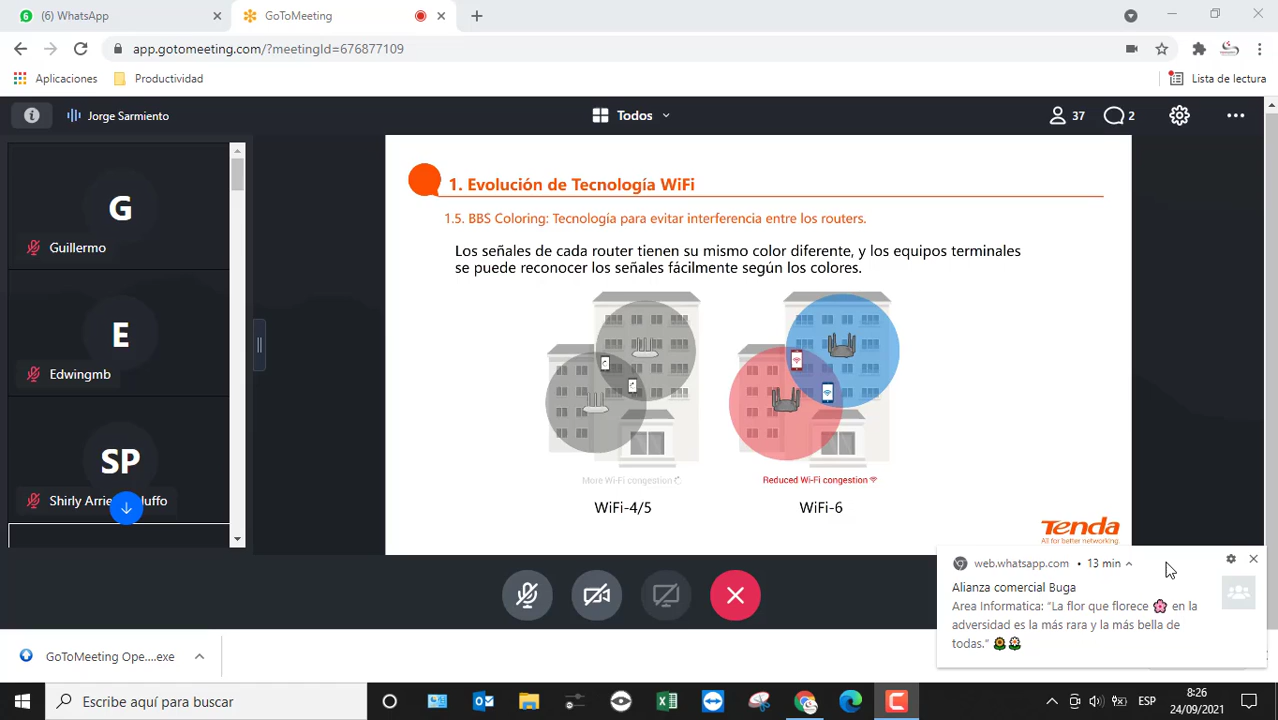 (6) WhatsApp
GoToMeeting
app.gotomeeting.com/?meetingId=676877109
Aplicaciones
Productividad
Lista de lectura
Jorge Sarmiento
Todos
37
2
G
Guillermo
E
Edwingmb
SP
1. Evolución de Tecnología WiFi
1.5. BBS Coloring: Tecnología para evitar interferencia entre los routers.
Los señales de cada router tienen su mismo color diferente, y los equipos terminales
se puede reconocer los señales fácilmente según los colores.
More Wi-Fi congestion
Reduced Wi-Fi congestion
WiFi-4/5
WiFi-6
Tenda
All for better networking
web.whatsapp.com • 13 min
Alianza comercial Buga
Area Informatica: “La flor que florece 🌸 en la
adversidad es la más rara y la más bella de
todas.” 🌻🌼
GoToMeeting Ope....exe
Escribe aquí para buscar
ESP
8:26
24/09/2021